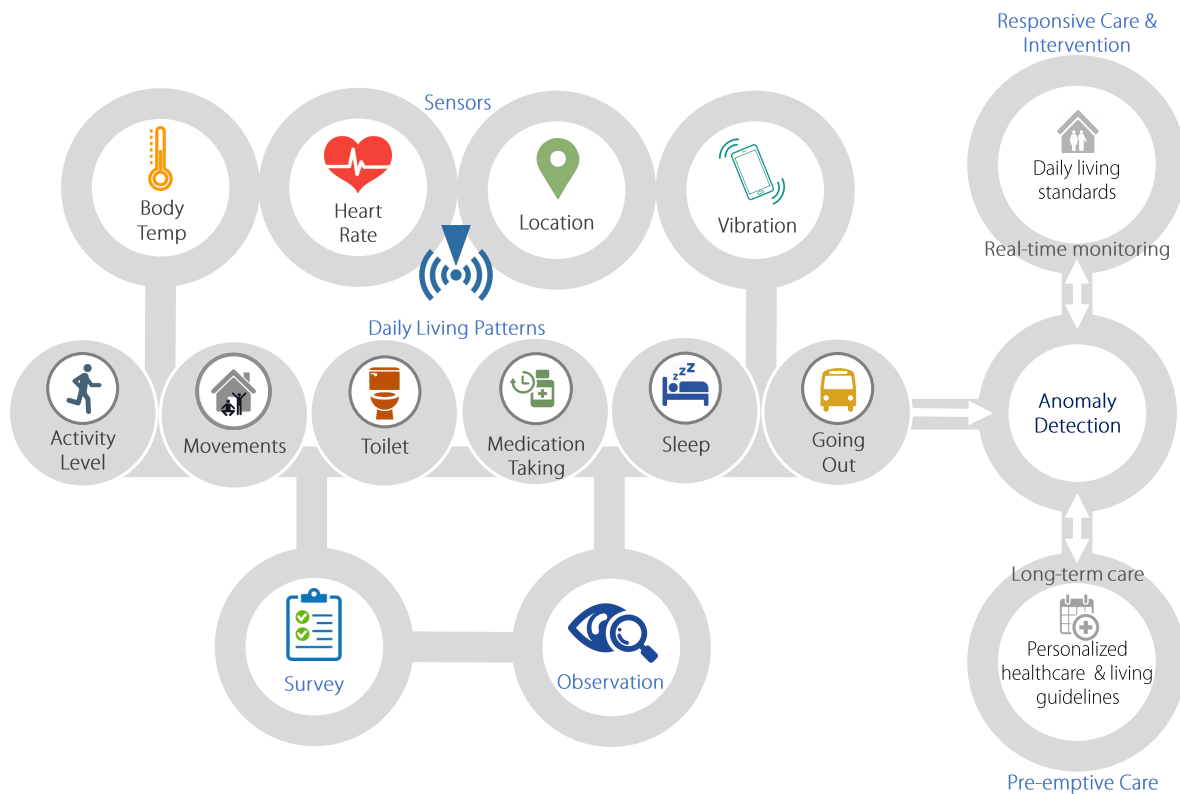 Responsive Care &
Intervention
Sensors
Body
Temp
Heart
Rate
Location
Vibration
Daily living
standards
Real-time monitoring
Daily Living Patterns
z z Z Z
Activity
Level
Movements
Toilet
Medication
Taking
Sleep
Going
Out
Anomaly
Detection
Survey
Observation
Long-term care
Personalized
healthcare & living
guidelines
Pre-emptive Care